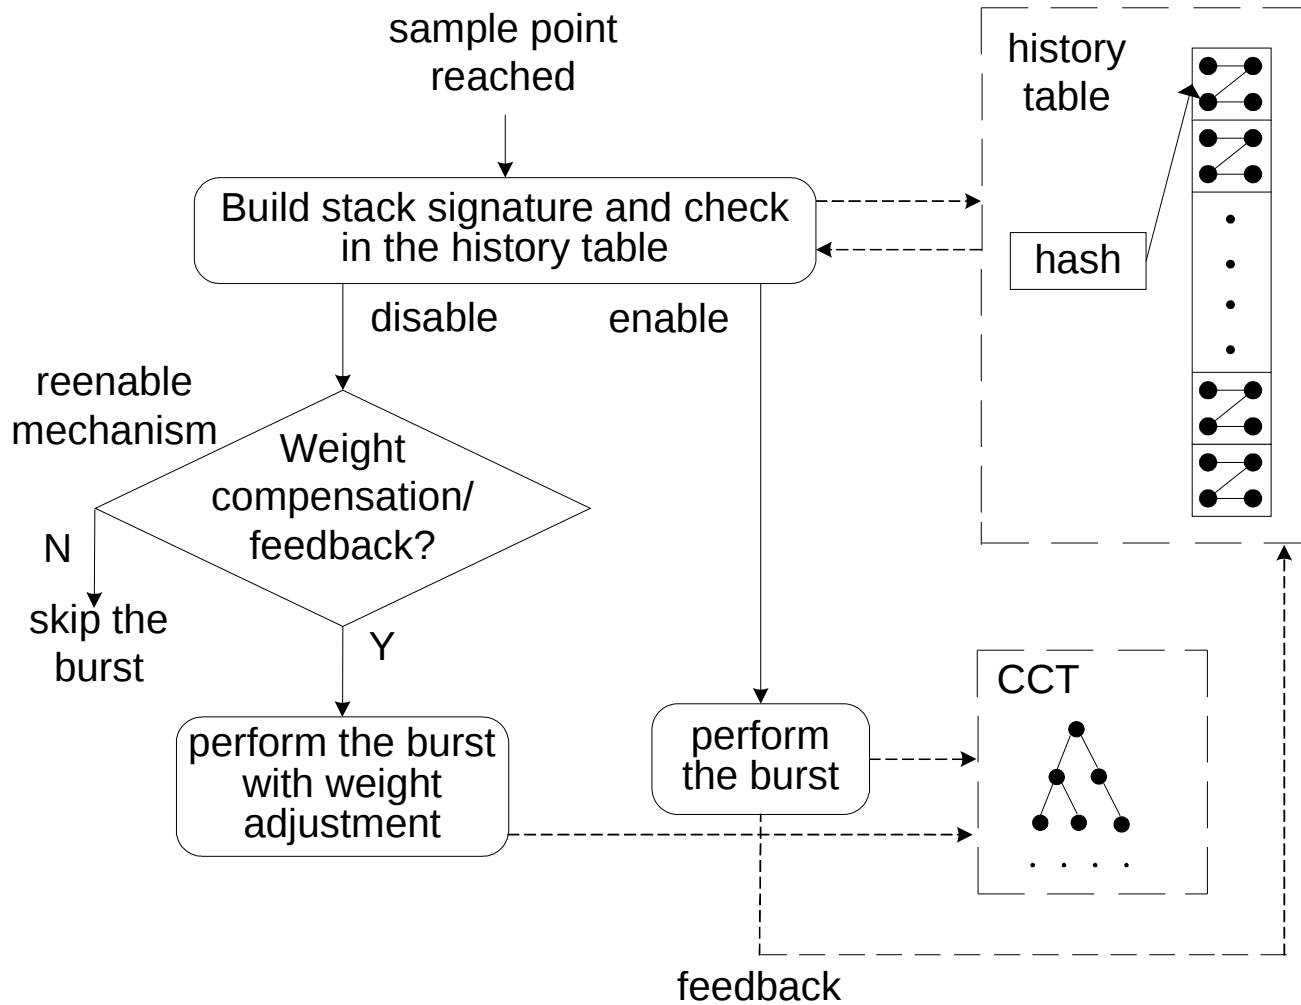 sample point
reached
history
table
Build stack signature and check
in the history table
hash
disable
enable
reenable
mechanism
Weight
compensation/
feedback?
N
skip the
burst
Y
CCT
perform the burst
with weight
adjustment
perform
the burst
feedback